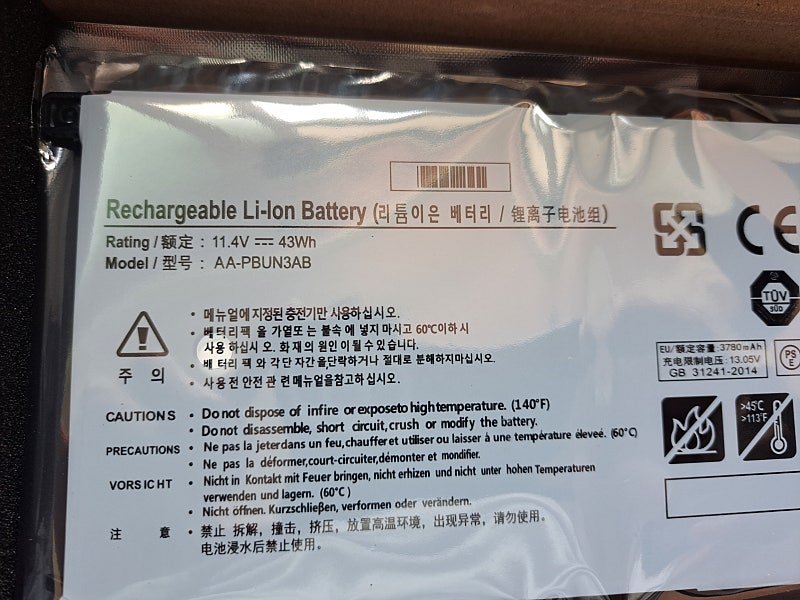 Rechargeable Li-Ion Battery (리튬이은 베터리 / 锂离子电池组)
Rating / 额定 : 11.4V ⎓ 43Wh
Model / 型号 : AA-PBUN3AB
• 메뉴얼에 지정된 충전기만 사용하십시오.
• 베터리팩 을 가열또 는 불속 에 넣지 마시고 60℃이하 시
사용 하십시 오. 화 재 의 원인 이 될 수 있습니다.
• 베 터리 팩 와 각 단 자간 을단락하거나 절대로 분해하지마십시오.
• 사용 전 안전 관 련 메뉴얼을참고하십시오.
주 의
CAUTIONS • Do not dispose of infire or exposeto high temperature. (140°F)
• Do not disassemble, short circuit, crush or modify the battery.
PRECAUTIONS • Ne pas la jeterdans un feu, chauffer et utiliser ou laisser à une température éleveé. (60°C)
• Ne pas la déformer, court-circuiter, démonter et mondifier.
VORSICHT • Nicht in Kontakt mit Feuer bringen, nicht erhizen und nicht unter hohen Temperaturen
verwenden und lagern. (60°C )
• Nicht öffnen. Kurzschließen, verformen oder verändern.
注 意 • 禁止 拆解，撞击，挤压，放置高温环境，出现异常，请勿使用。
电池浸水后禁止使用。
CE
TÜV
SÜD
EU/额定容量: 3780mAh
充电限制电压: 13.05V
GB 31241-2014
PS
E
>45℃
>113℉